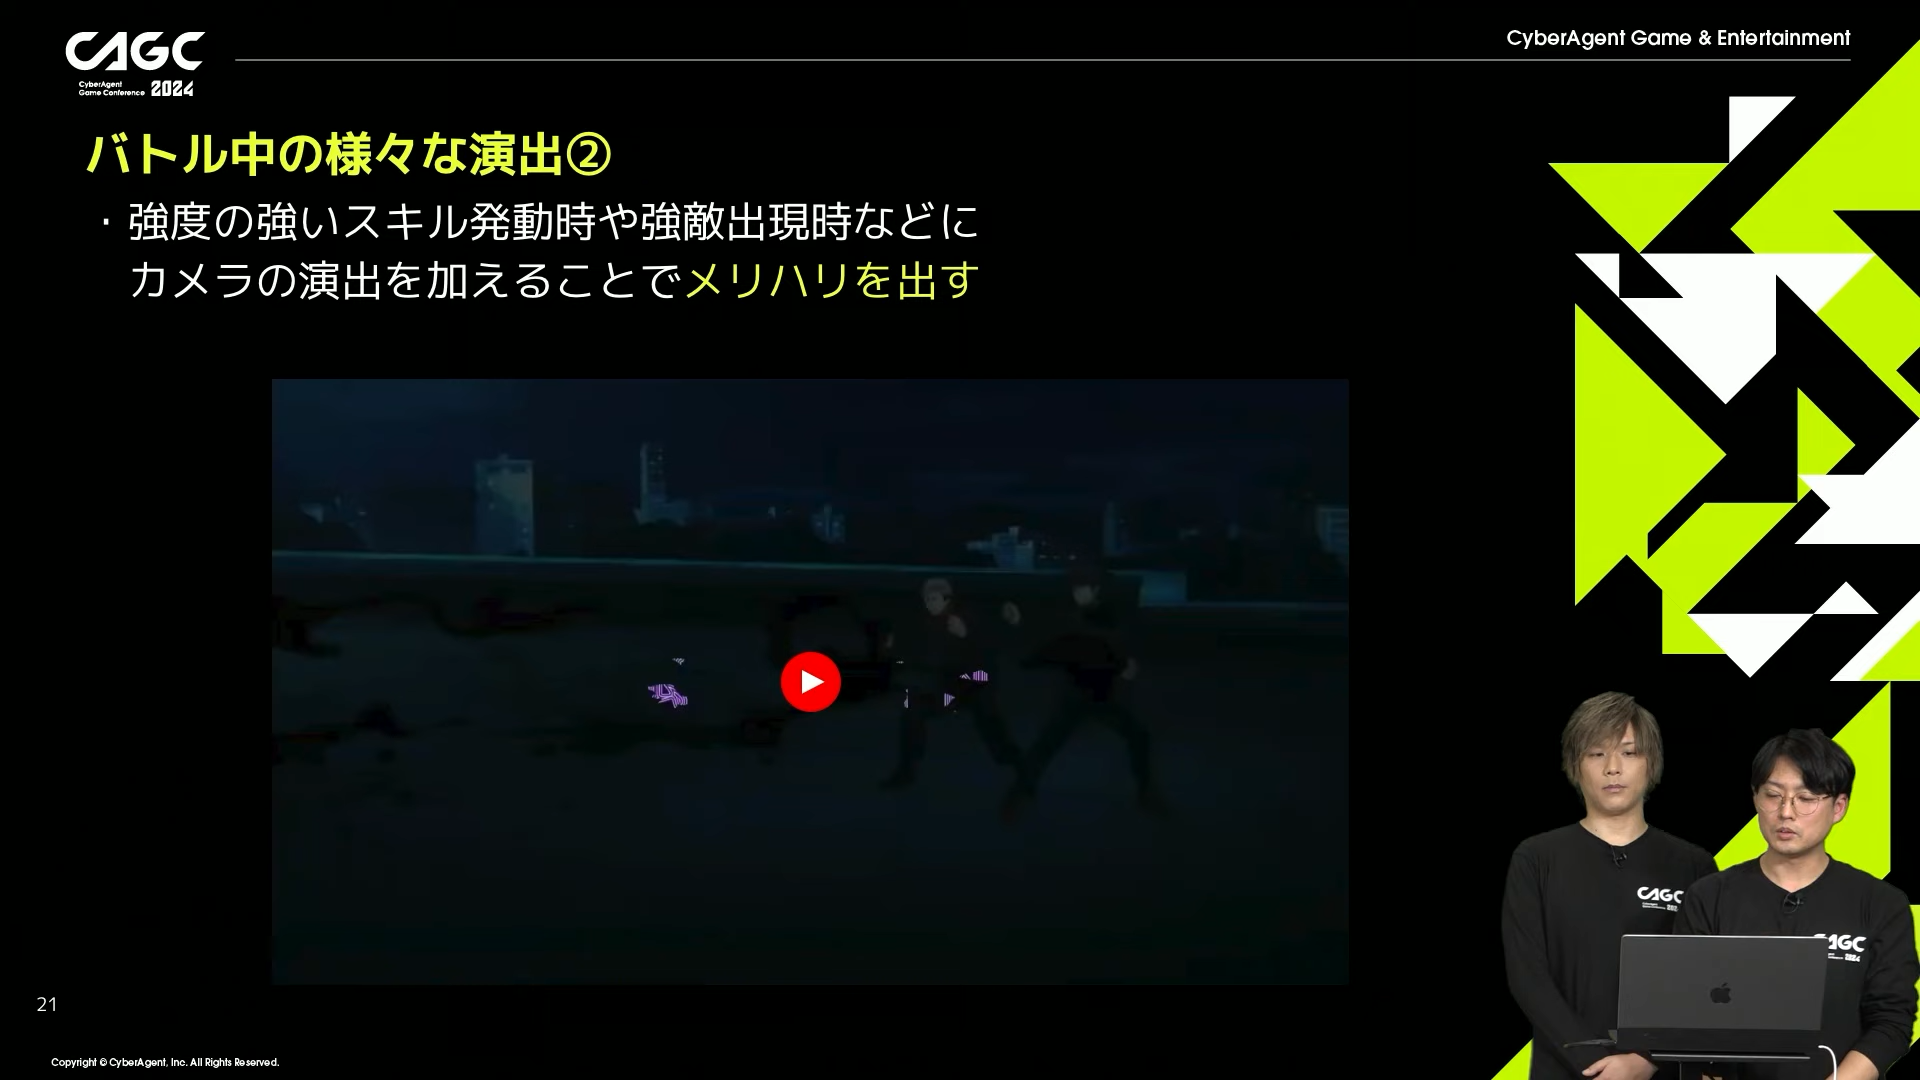 CAGC
CyberAgent
Game Conference 2024
CyberAgent Game & Entertainment
バトル中の様々な演出②
・強度の強いスキル発動時や強敵出現時などに
カメラの演出を加えることでメリハリを出す
CAGC
CAGC
2024
21
Copyright © CyberAgent, Inc. All Rights Reserved.